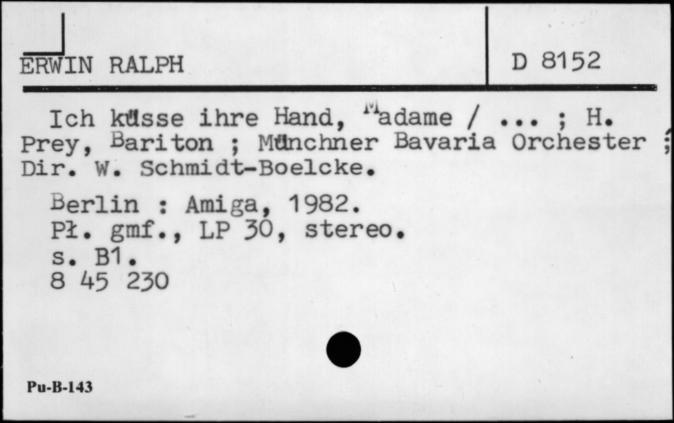 ERWIN RALPH
D 8152
Ich küsse ihre Hand, Madame / ... ; H.
Prey, Bariton ; Münchner Bavaria Orchester ;
Dir. W. Schmidt-Boelcke.
Berlin : Amiga, 1982.
Pł. gmf., LP 30, stereo.
s. B1.
8 45 230
Pu-B-143